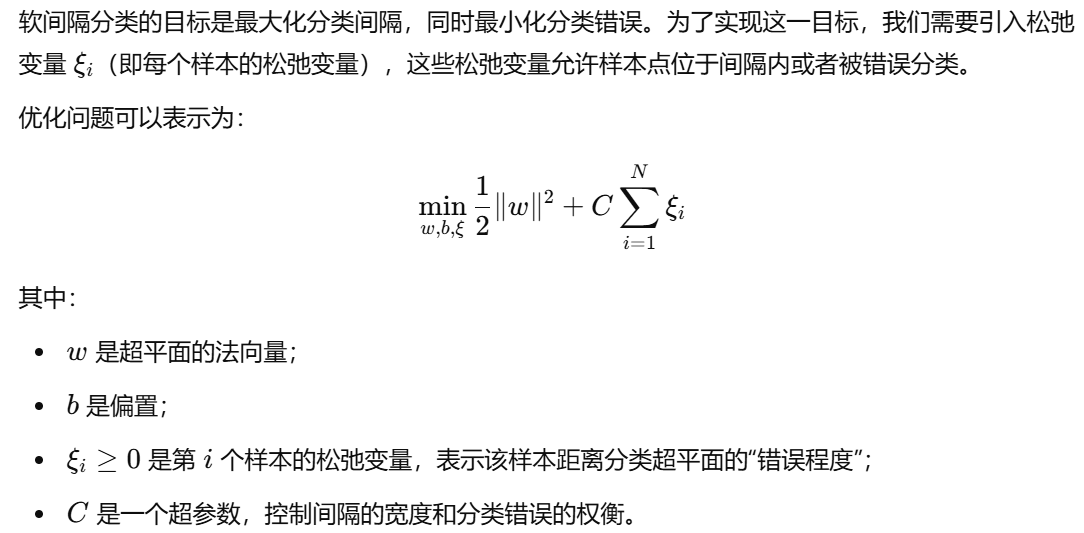 软间隔分类的目标是最大化分类间隔，同时最小化分类错误。为了实现这一目标，我们需要引入松弛
变量 ξᵢ（即每个样本的松弛变量），这些松弛变量允许样本点位于间隔内或者被错误分类。
优化问题可以表示为：
min_{w,b,ξ} \frac{1}{2}‖w‖² + C ∑_{i=1}^{N} ξᵢ
其中：
• w 是超平面的法向量；
• b 是偏置；
• ξᵢ ≥ 0 是第 i 个样本的松弛变量，表示该样本距离分类超平面的“错误程度”；
• C 是一个超参数，控制间隔的宽度和分类错误的权衡。